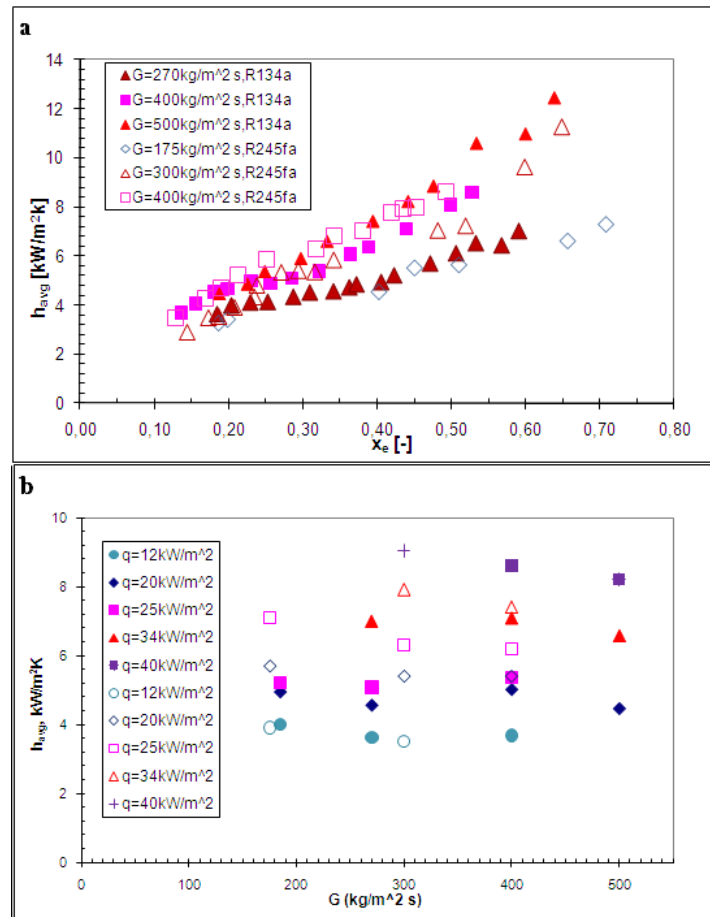 a
14
12
10
8
6
4
2
0
h_avg [kW/m²k]
G=270kg/m^2 s,R134a
G=400kg/m^2 s,R134a
G=500kg/m^2 s,R134a
G=175kg/m^2 s,R245fa
G=300kg/m^2 s,R245fa
G=400kg/m^2 s,R245fa
0,00 0,10 0,20 0,30 0,40 0,50 0,60 0,70 0,80
x_e [-]
b
10
8
6
4
2
0
h_avg, kW/m²K
q=12kW/m^2
q=20kW/m^2
q=25kW/m^2
q=34kW/m^2
q=40kW/m^2
q=12kW/m^2
q=20kW/m^2
q=25kW/m^2
q=34kW/m^2
q=40kW/m^2
0 100 200 300 400 500
G (kg/m^2 s)